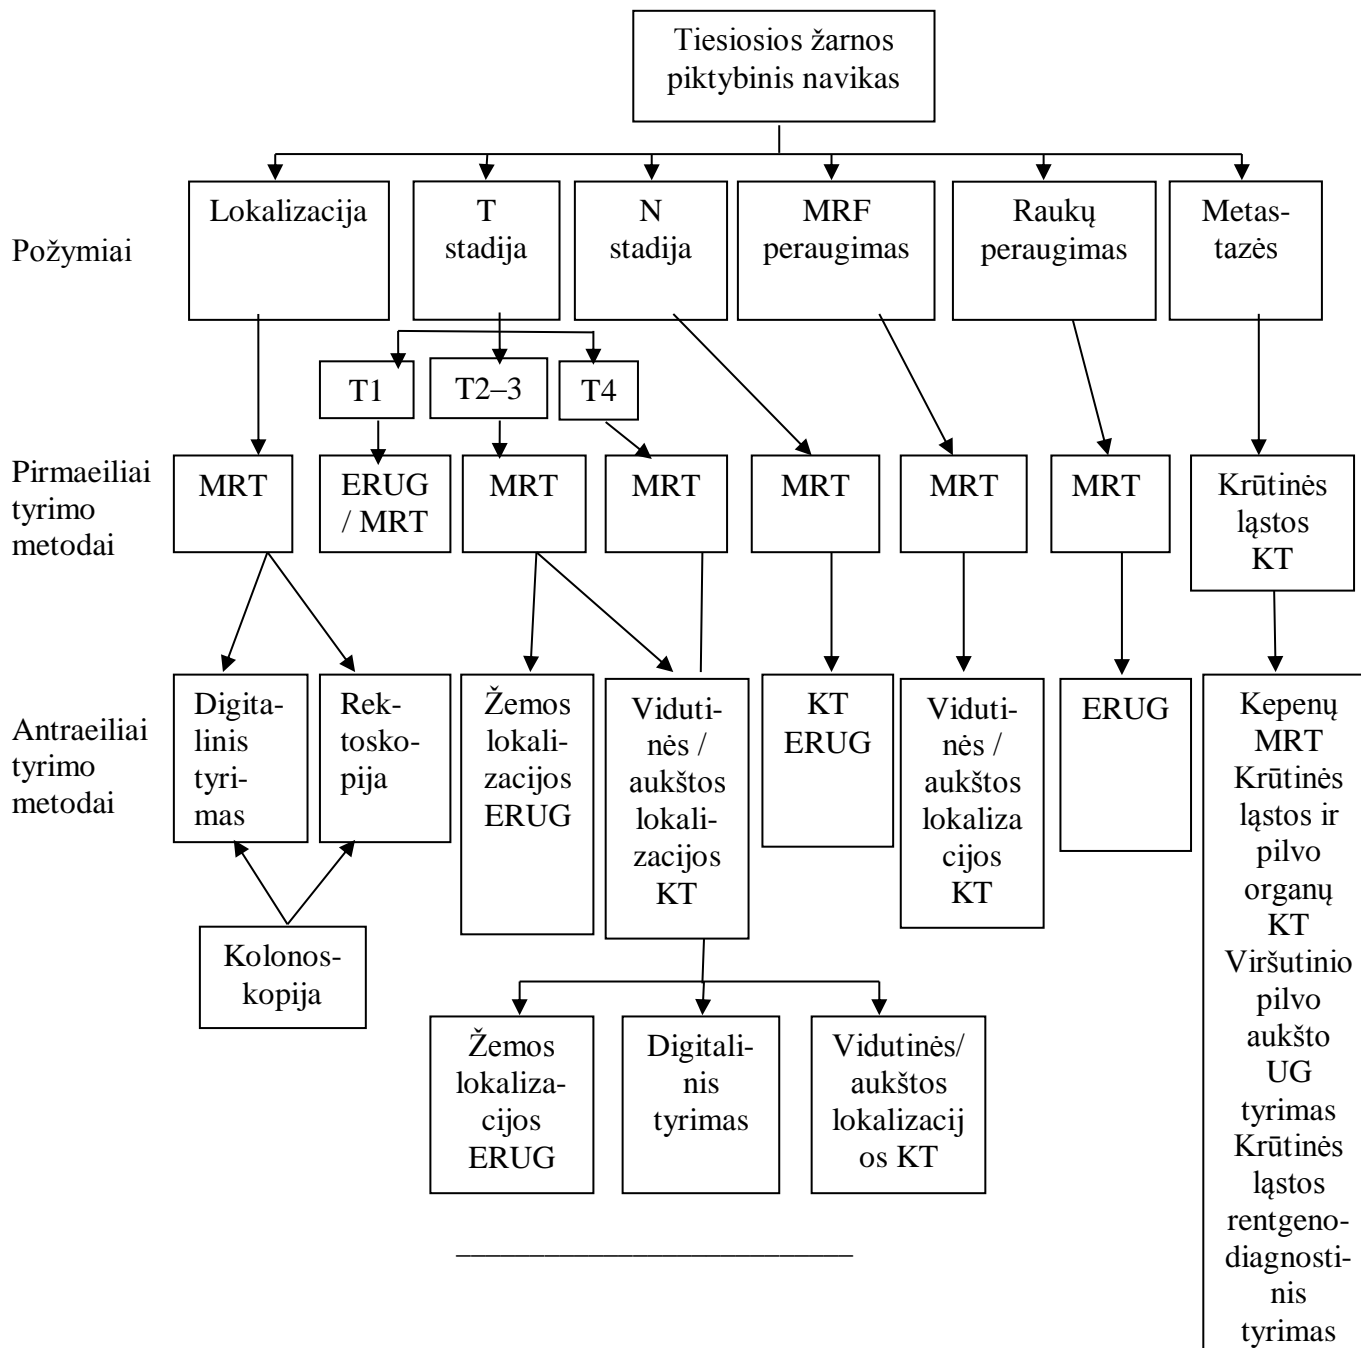 Tiesiosios žarnos
piktybinis navikas
Požymiai
Lokalizacija
T
stadija
N
stadija
MRF
peraugimas
Raukų
peraugimas
Metas-
tazės
T1
T2–3
T4
Pirmaeiliai
tyrimo
metodai
MRT
ERUG
/ MRT
MRT
MRT
MRT
MRT
MRT
Krūtinės
ląstos
KT
Antraeiliai
tyrimo
metodai
Digita-
linis
tyri-
mas
Rek-
tosko-
pija
Žemos
lokali-
zacijos
ERUG
Viduti-
nės /
aukštos
lokali-
zacijos
KT
KT
ERUG
Viduti-
nės /
aukštos
lokaliza
cijos
KT
ERUG
Kepenų
MRT
Krūtinės
ląstos ir
pilvo
organų
KT
Viršutinio
pilvo
aukšto
UG
tyrimas
Krūtinės
ląstos
rentgeno-
diagnosti-
nis
tyrimas
Kolonos-
kopija
Žemos
lokaliza-
cijos
ERUG
Digitali-
nis
tyrimas
Vidutinės/
aukštos
lokalizacij
os KT